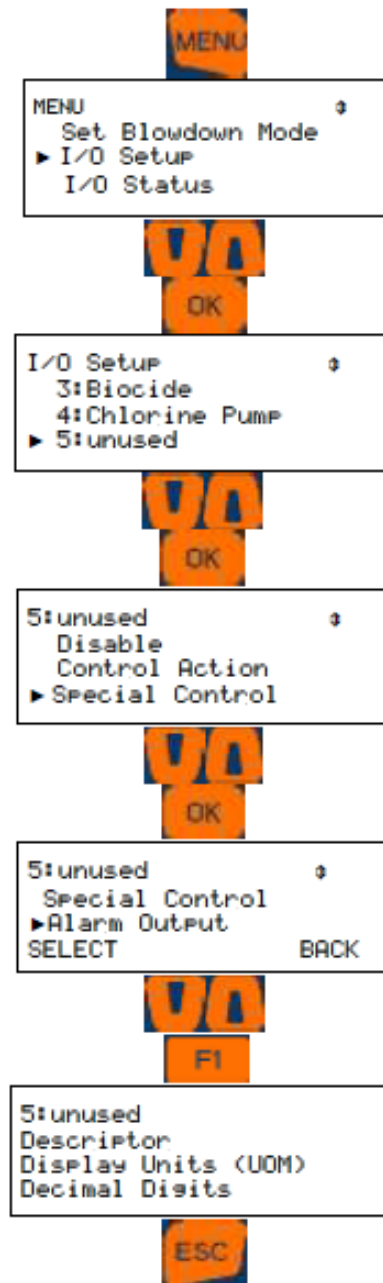 MENU
MENU
Set Blowdown Mode
I/O Setup
I/O Status
OK
I/O Setup
3:Biocide
4:Chlorine Pump
5:unused
OK
5:unused
Disable
Control Action
Special Control
OK
5:unused
Special Control
Alarm Output
SELECT BACK
F1
5:unused
Descriptor
Display Units (UOM)
Decimal Digits
ESC